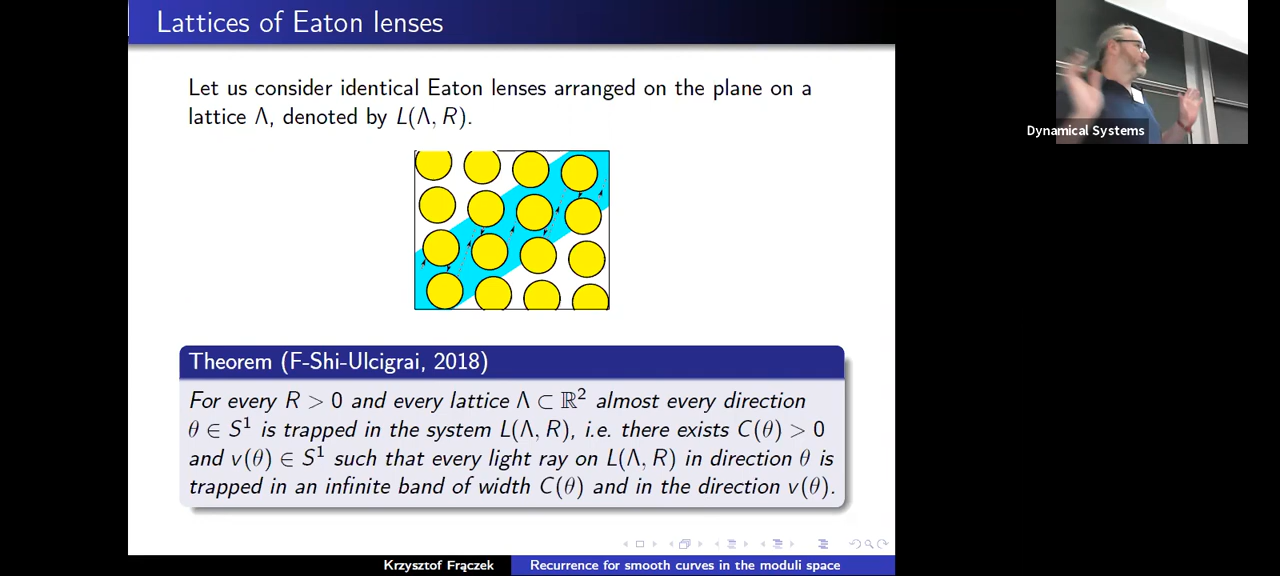 Lattices of Eaton lenses
Let us consider identical Eaton lenses arranged on the plane on a
lattice Λ, denoted by L(Λ, R).
Dynamical Systems
Theorem (F-Shi-Ulcigrai, 2018)
For every R > 0 and every lattice Λ ⊂ ℝ² almost every direction
θ ∈ S¹ is trapped in the system L(Λ, R), i.e. there exists C(θ) > 0
and v(θ) ∈ S¹ such that every light ray on L(Λ, R) in direction θ is
trapped in an infinite band of width C(θ) and in the direction v(θ).
Krzysztof Frączek
Recurrence for smooth curves in the moduli space